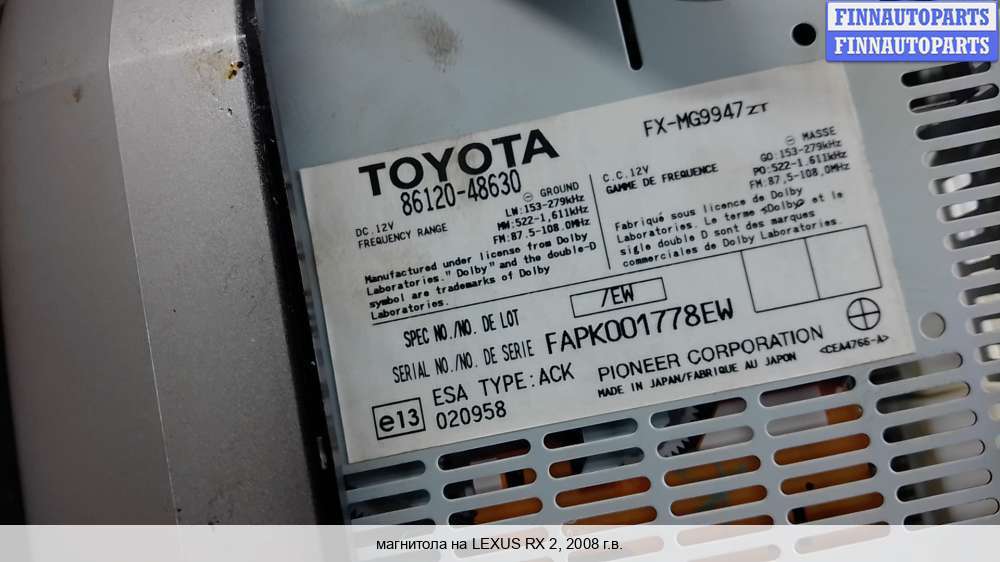 FINNAUTOPARTS
FINNAUTOPARTS
TOYOTA
86120-48630
FX-MG9947 ZT
DC.12V ⊖ GROUND
FREQUENCY RANGE LW:153-279kHz
MW:522-1,611kHz
FM:87.5-108.0MHz
Manufactured under license from Dolby
Laboratories. "Dolby" and the double-D
symbol are trademarks of Dolby
Laboratories.
C.C.12V ⊖ MASSE
GAMME DE FREQUENCE GO:153-279kHz
PO:522-1.611kHz
FM:87,5-108,0MHz
Fabriqué sous licence de Dolby
Laboratories. Le terme «Dolby» et le
sigle double D sont des marques
commerciales de Dolby Laboratories.
SPEC NO./NO. DE LOT /EW
SERIAL NO./NO. DE SERIE FAPK001778EW
e13 ESA TYPE:ACK
020958
PIONEER CORPORATION
MADE IN JAPAN/FABRIQUE AU JAPON
<CEA4766-A>
магнитола на LEXUS RX 2, 2008 г.в.